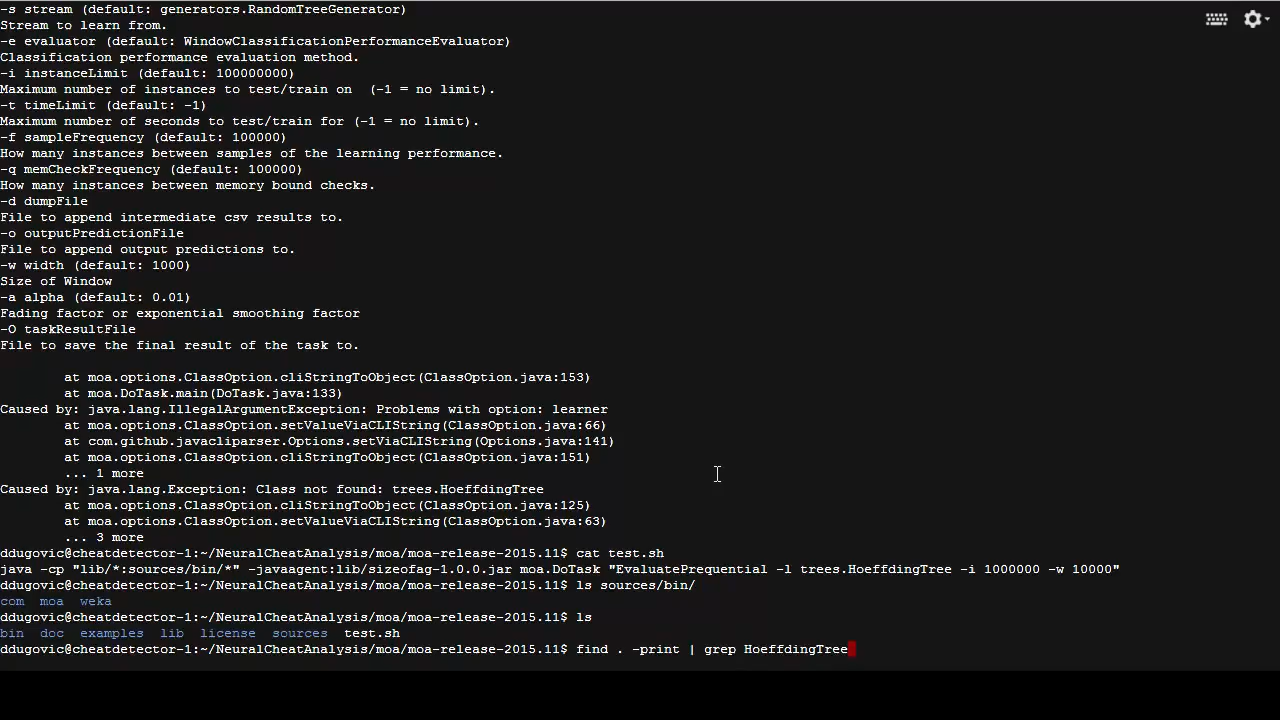 -s stream (default: generators.RandomTreeGenerator)
Stream to learn from.
-e evaluator (default: WindowClassificationPerformanceEvaluator)
Classification performance evaluation method.
-i instanceLimit (default: 100000000)
Maximum number of instances to test/train on  (-1 = no limit).
-t timeLimit (default: -1)
Maximum number of seconds to test/train for (-1 = no limit).
-f sampleFrequency (default: 100000)
How many instances between samples of the learning performance.
-q memCheckFrequency (default: 100000)
How many instances between memory bound checks.
-d dumpFile
File to append intermediate csv results to.
-o outputPredictionFile
File to append output predictions to.
-w width (default: 1000)
Size of Window
-a alpha (default: 0.01)
Fading factor or exponential smoothing factor
-O taskResultFile
File to save the final result of the task to.
at moa.options.ClassOption.cliStringToObject(ClassOption.java:153)
at moa.DoTask.main(DoTask.java:133)
Caused by: java.lang.IllegalArgumentException: Problems with option: learner
at moa.options.ClassOption.setValueViaCLIString(ClassOption.java:66)
at com.github.javacliparser.Options.setViaCLIString(Options.java:141)
at moa.options.ClassOption.cliStringToObject(ClassOption.java:151)
... 1 more
Caused by: java.lang.Exception: Class not found: trees.HoeffdingTree
at moa.options.ClassOption.cliStringToObject(ClassOption.java:125)
at moa.options.ClassOption.setValueViaCLIString(ClassOption.java:63)
... 3 more
ddugovic@cheatdetector-1:~/NeuralCheatAnalysis/moa/moa-release-2015.11$ cat test.sh
java -cp "lib/*:sources/bin/*" -javaagent:lib/sizeofag-1.0.0.jar moa.DoTask "EvaluatePrequential -l trees.HoeffdingTree -i 1000000 -w 10000"
ddugovic@cheatdetector-1:~/NeuralCheatAnalysis/moa/moa-release-2015.11$ ls sources/bin/
com  moa  weka
ddugovic@cheatdetector-1:~/NeuralCheatAnalysis/moa/moa-release-2015.11$ ls
bin  doc  examples  lib  license  sources  test.sh
ddugovic@cheatdetector-1:~/NeuralCheatAnalysis/moa/moa-release-2015.11$ find . -print | grep HoeffdingTree